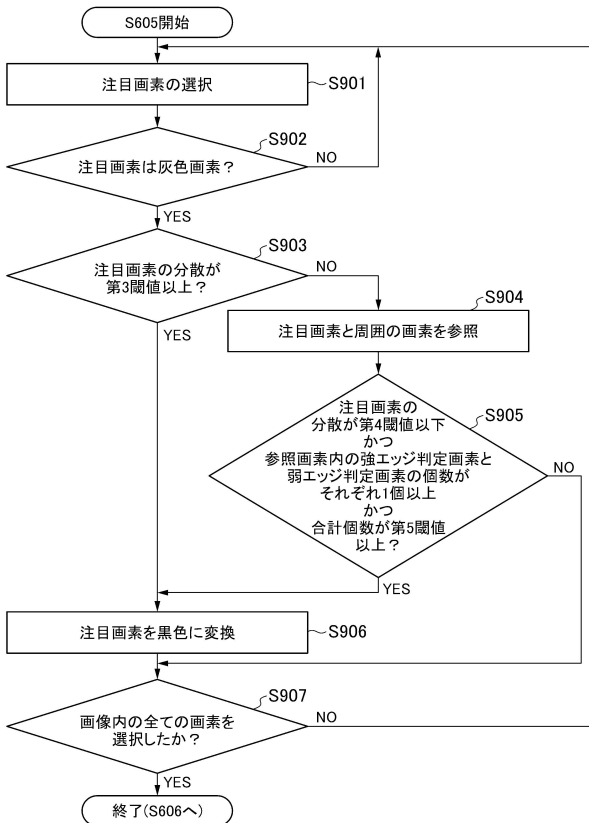 S605開始
注目画素の選択
S901
S902
注目画素は灰色画素？
NO
YES
S903
注目画素の分散が
第3閾値以上？
NO
YES
S904
注目画素と周囲の画素を参照
S905
注目画素の
分散が第4閾値以下
かつ
参照画素内の強エッジ判定画素と
弱エッジ判定画素の個数が
それぞれ1個以上
かつ
合計個数が第5閾値
以上？
NO
YES
注目画素を黒色に変換
S906
S907
画像内の全ての画素を
選択したか？
NO
YES
終了(S606へ)